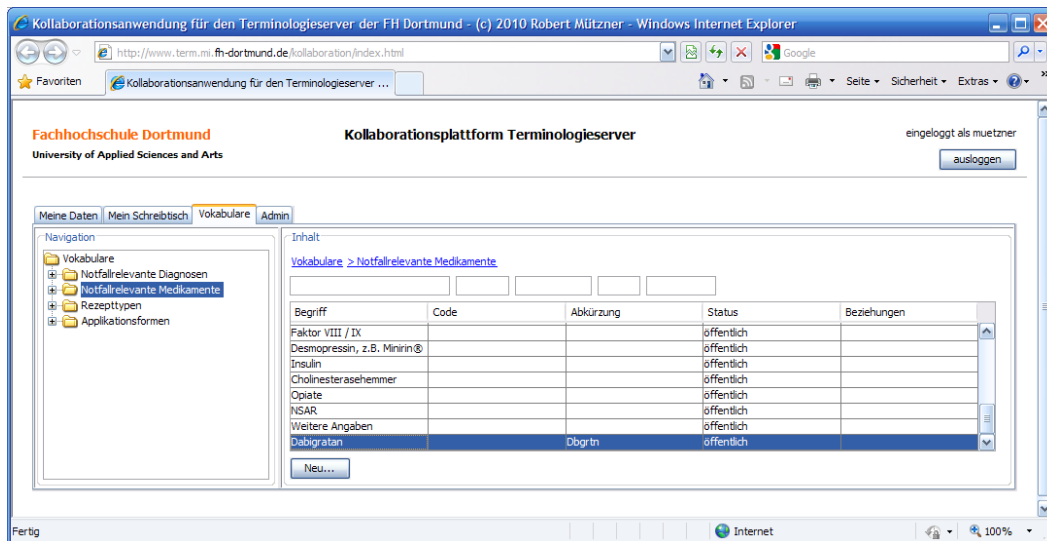 Kollaborationsanwendung für den Terminologieserver der FH Dortmund - (c) 2010 Robert Mützner - Windows Internet Explorer
http://www.term.mi.fh-dortmund.de/kollaboration/index.html
Google
Favoriten
Kollaborationsanwendung für den Terminologieserver ...
Seite
Sicherheit
Extras
»
Fachhochschule Dortmund
University of Applied Sciences and Arts
Kollaborationsplattform Terminologieserver
eingeloggt als muetzner
ausloggen
Meine Daten
Mein Schreibtisch
Vokabulare
Admin
Navigation
Vokabulare
Notfallrelevante Diagnosen
Notfallrelevante Medikamente
Rezepttypen
Applikationsformen
Inhalt
Vokabulare > Notfallrelevante Medikamente
Begriff Code Abkürzung Status Beziehungen
Faktor VIII / IX öffentlich
Desmopressin, z.B. Minirin® öffentlich
Insulin öffentlich
Cholinesterasehemmer öffentlich
Opiate öffentlich
NSAR öffentlich
Weitere Angaben öffentlich
Dabigratan Dbgrtn öffentlich
Neu...
Fertig
Internet
100%